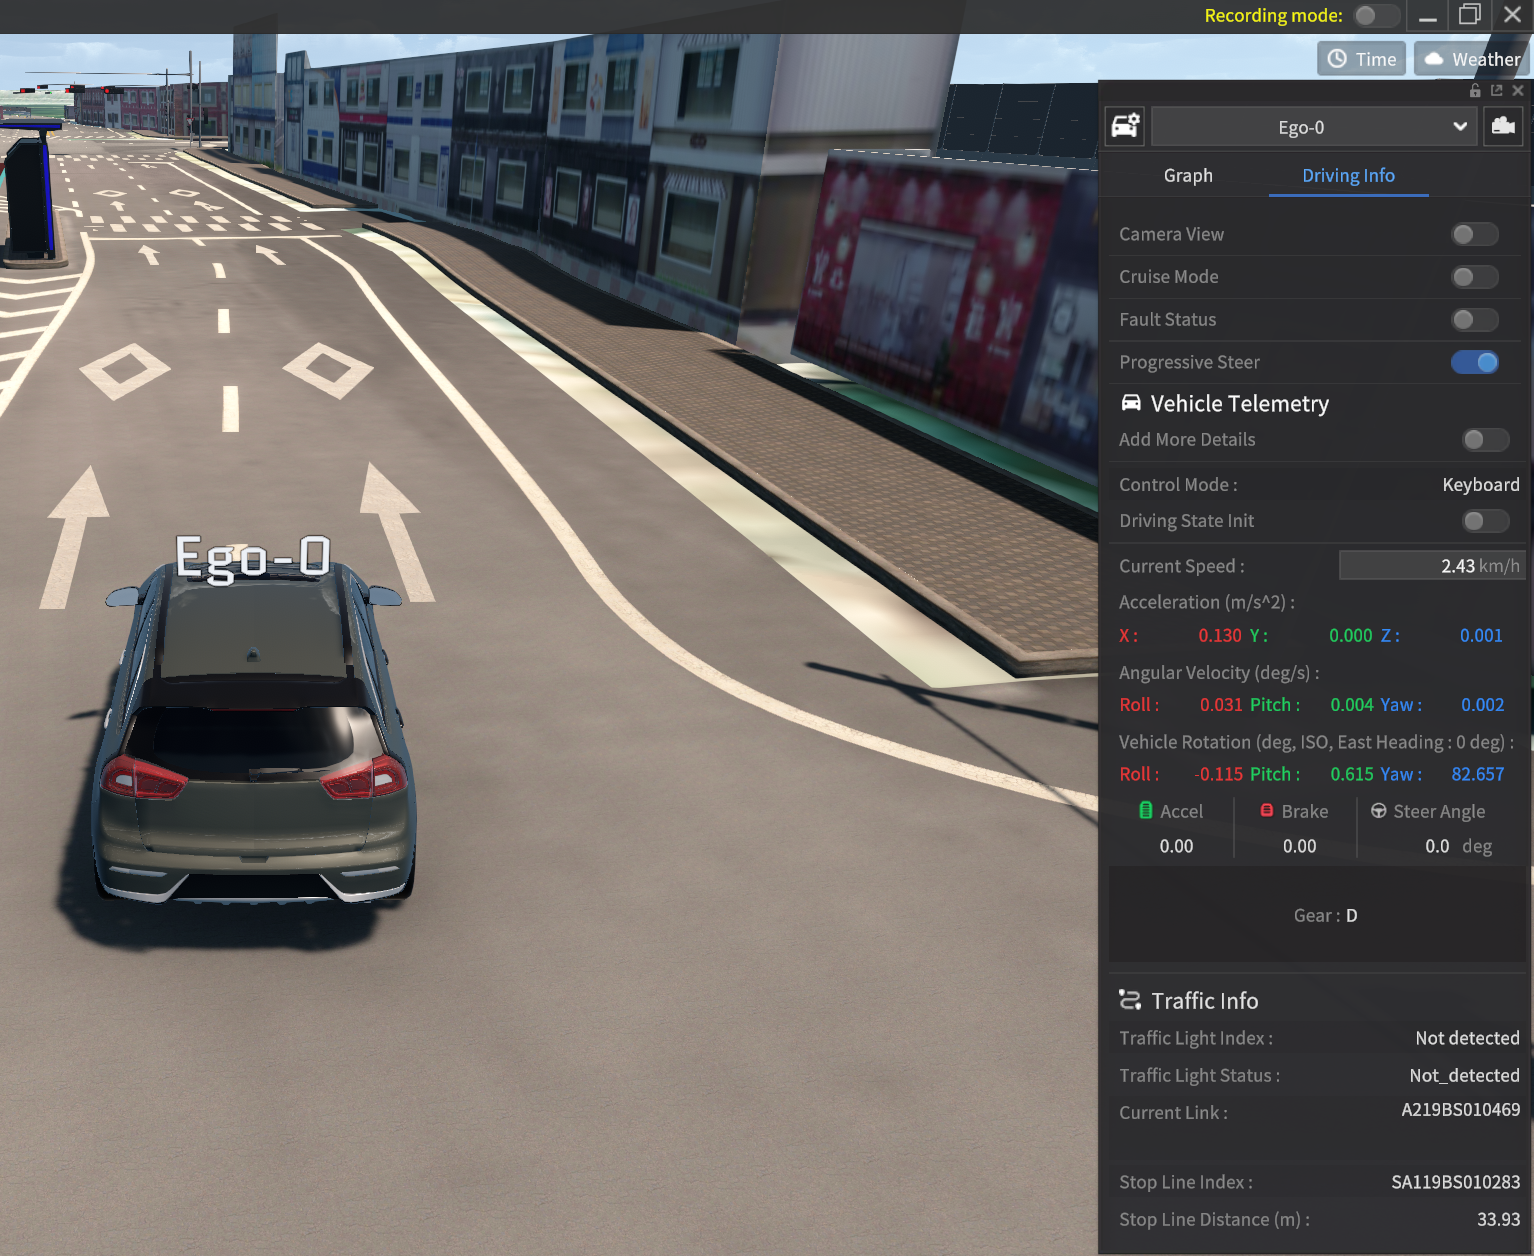 Recording mode:
Time
Weather
Ego-0
Graph
Driving Info
Camera View
Cruise Mode
Fault Status
Progressive Steer
Vehicle Telemetry
Add More Details
Control Mode : Keyboard
Driving State Init
Current Speed : 2.43 km/h
Acceleration (m/s^2) :
X : 0.130 Y : 0.000 Z : 0.001
Angular Velocity (deg/s) :
Roll : 0.031 Pitch : 0.004 Yaw : 0.002
Vehicle Rotation (deg, ISO, East Heading : 0 deg) :
Roll : -0.115 Pitch : 0.615 Yaw : 82.657
Accel Brake Steer Angle
0.00 0.00 0.0 deg
Gear : D
Traffic Info
Traffic Light Index : Not detected
Traffic Light Status : Not_detected
Current Link : A219BS010469
Stop Line Index : SA119BS010283
Stop Line Distance (m) : 33.93
Ego-0